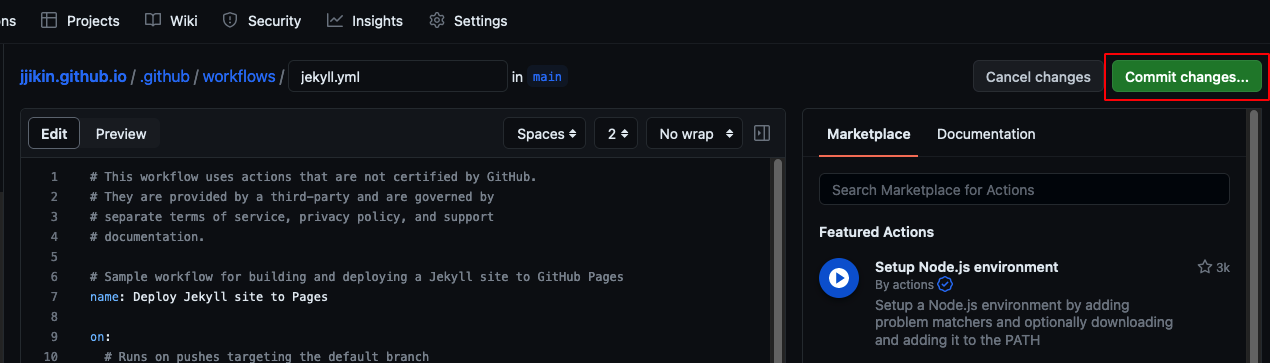 ns Projects Wiki Security Insights Settings
jjikin.github.io / .github / workflows / jekyll.yml in main Cancel changes Commit changes...
Edit Preview Spaces 2 No wrap
Marketplace Documentation
1 # This workflow uses actions that are not certified by GitHub.
2 # They are provided by a third-party and are governed by
3 # separate terms of service, privacy policy, and support
4 # documentation.
5
6 # Sample workflow for building and deploying a Jekyll site to GitHub Pages
7 name: Deploy Jekyll site to Pages
8
9 on:
10 # Runs on pushes targeting the default branch
Search Marketplace for Actions
Featured Actions
Setup Node.js environment 3k
By actions
Setup a Node.js environment by adding
problem matchers and optionally downloading
and adding it to the PATH